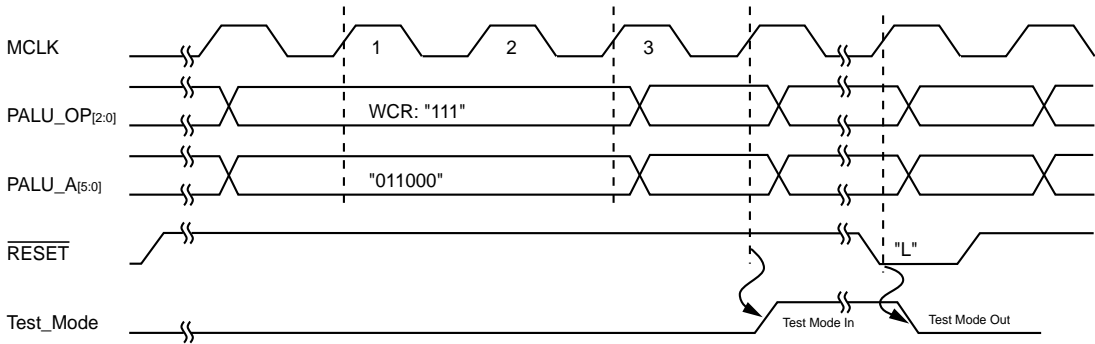 MCLK 1 2 3
PALU_OP[2:0] WCR: "111"
PALU_A[5:0] "011000"
RESET "L"
Test_Mode Test Mode In Test Mode Out